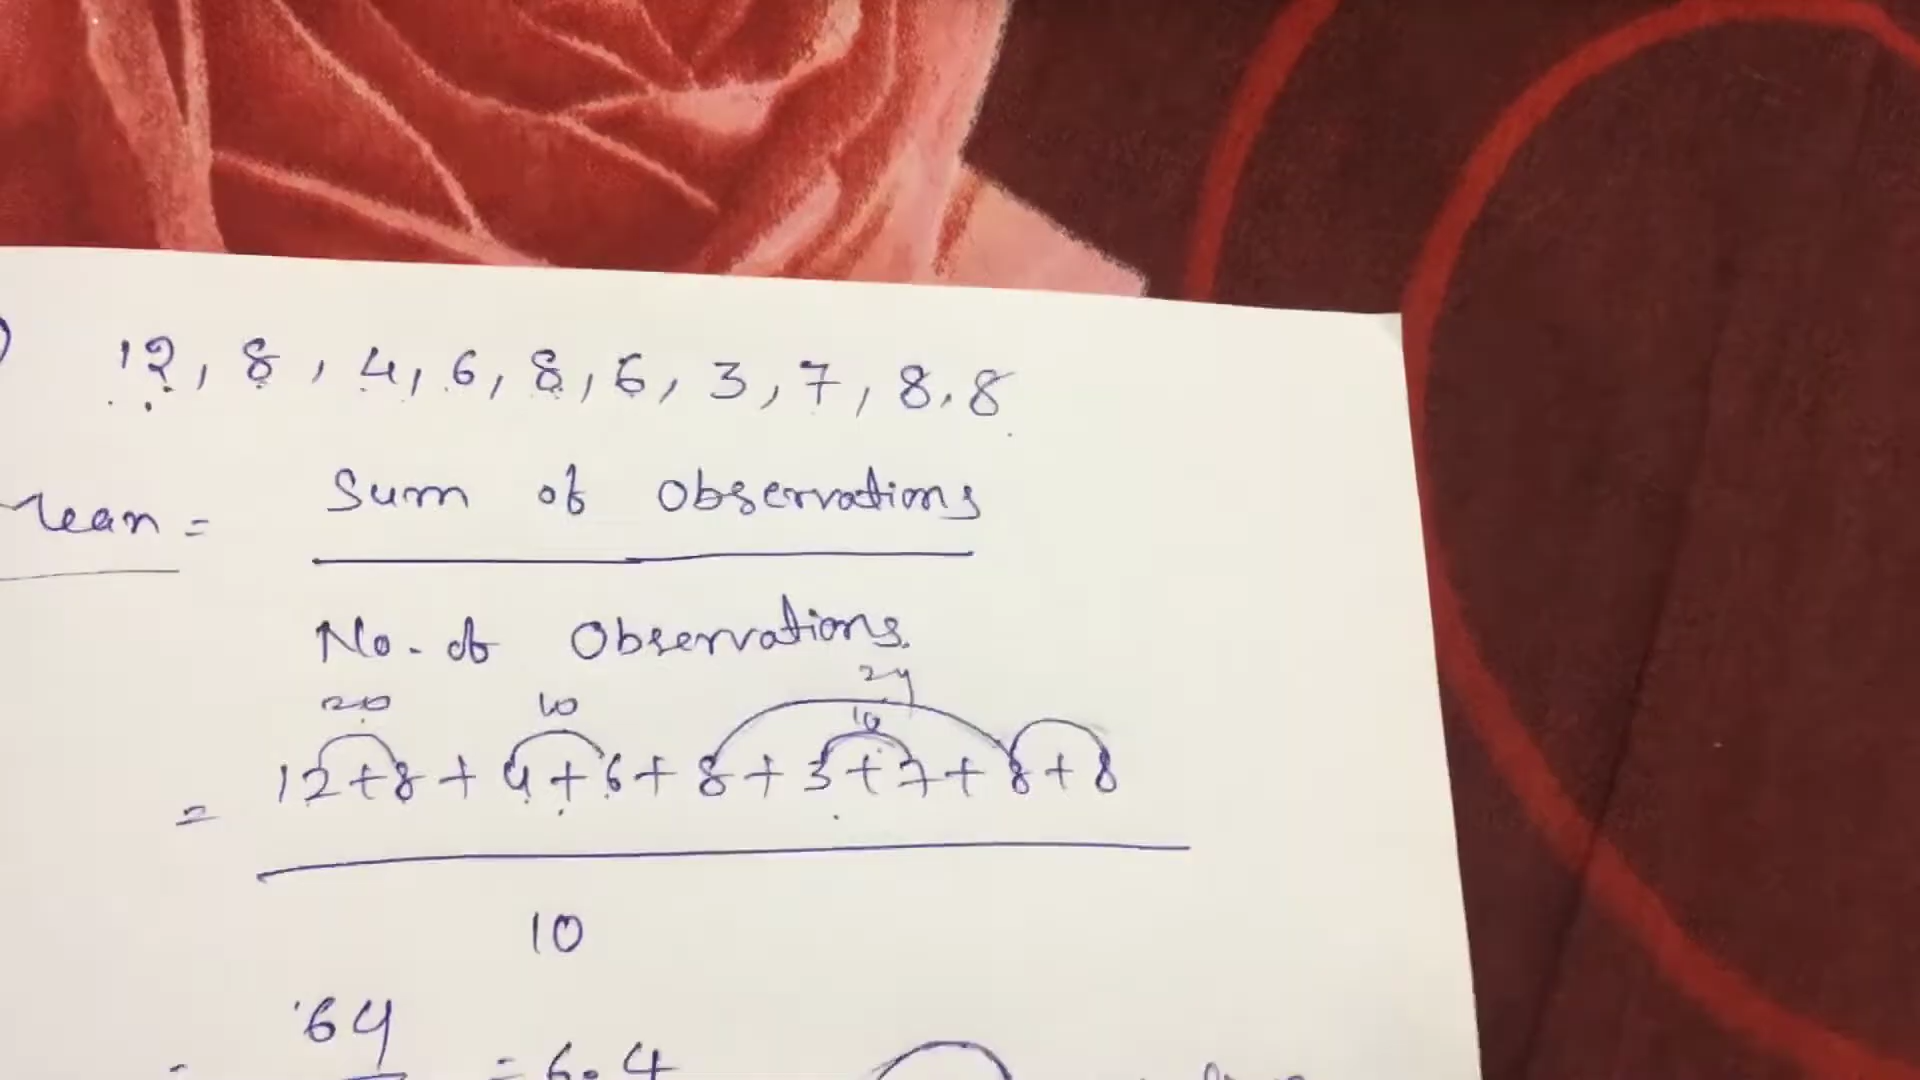 12, 8, 4, 6, 8, 6, 3, 7, 8, 8
Mean = Sum of Observations
No. of Observations.
24
20 10 10
= 12+8+4+6+8+3+7+8+8
10
64
= = 6.4